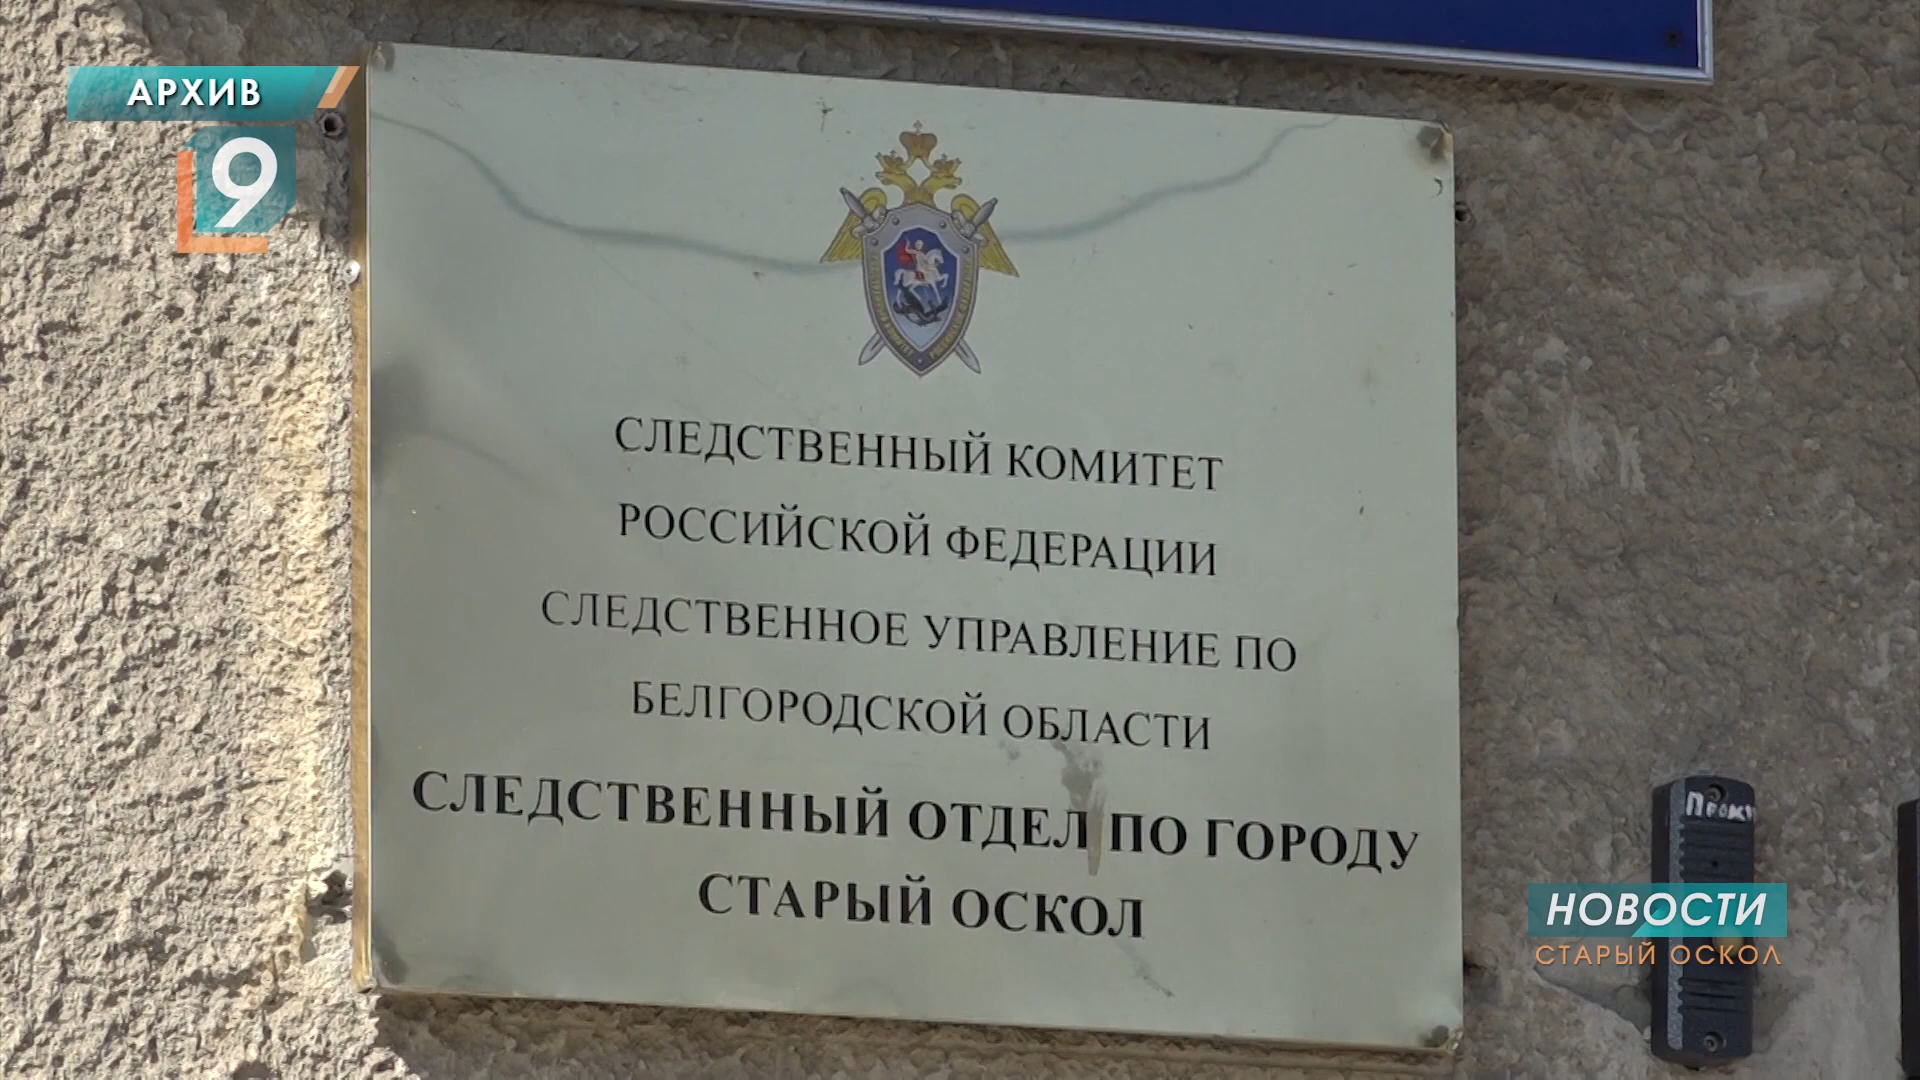 АРХИВ
9
СЛЕДСТВЕННЫЙ КОМИТЕТ
РОССИЙСКОЙ ФЕДЕРАЦИИ
СЛЕДСТВЕННОЕ УПРАВЛЕНИЕ ПО
БЕЛГОРОДСКОЙ ОБЛАСТИ
СЛЕДСТВЕННЫЙ ОТДЕЛ ПО ГОРОДУ
СТАРЫЙ ОСКОЛ
НОВОСТИ
СТАРЫЙ ОСКОЛ